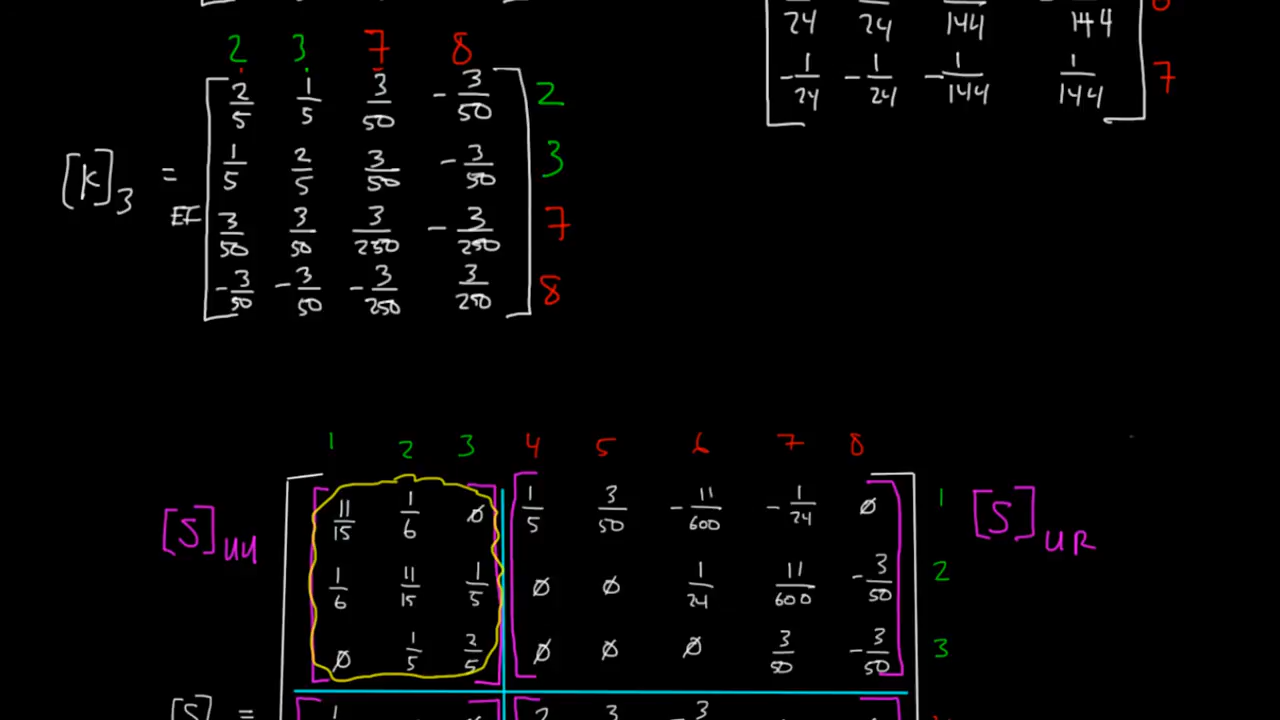 2 3 7 8
[K]₃ = EI
2/5 1/5 3/50 -3/50 2
1/5 2/5 3/50 -3/50 3
3/50 3/50 3/250 -3/250 7
-3/50 -3/50 -3/250 3/250 8
24 24 144 144 6
-1/24 -1/24 -1/144 1/144 7
1 2 3 4 5 6 7 8
[S]uu 11/15 1/6 ∅ 1/5 3/50 -11/600 -1/24 ∅ 1 [S]uR
1/6 11/15 1/5 ∅ ∅ 1/24 11/600 -3/50 2
∅ 1/5 2/5 ∅ ∅ ∅ 3/50 -3/50 3
[S] =